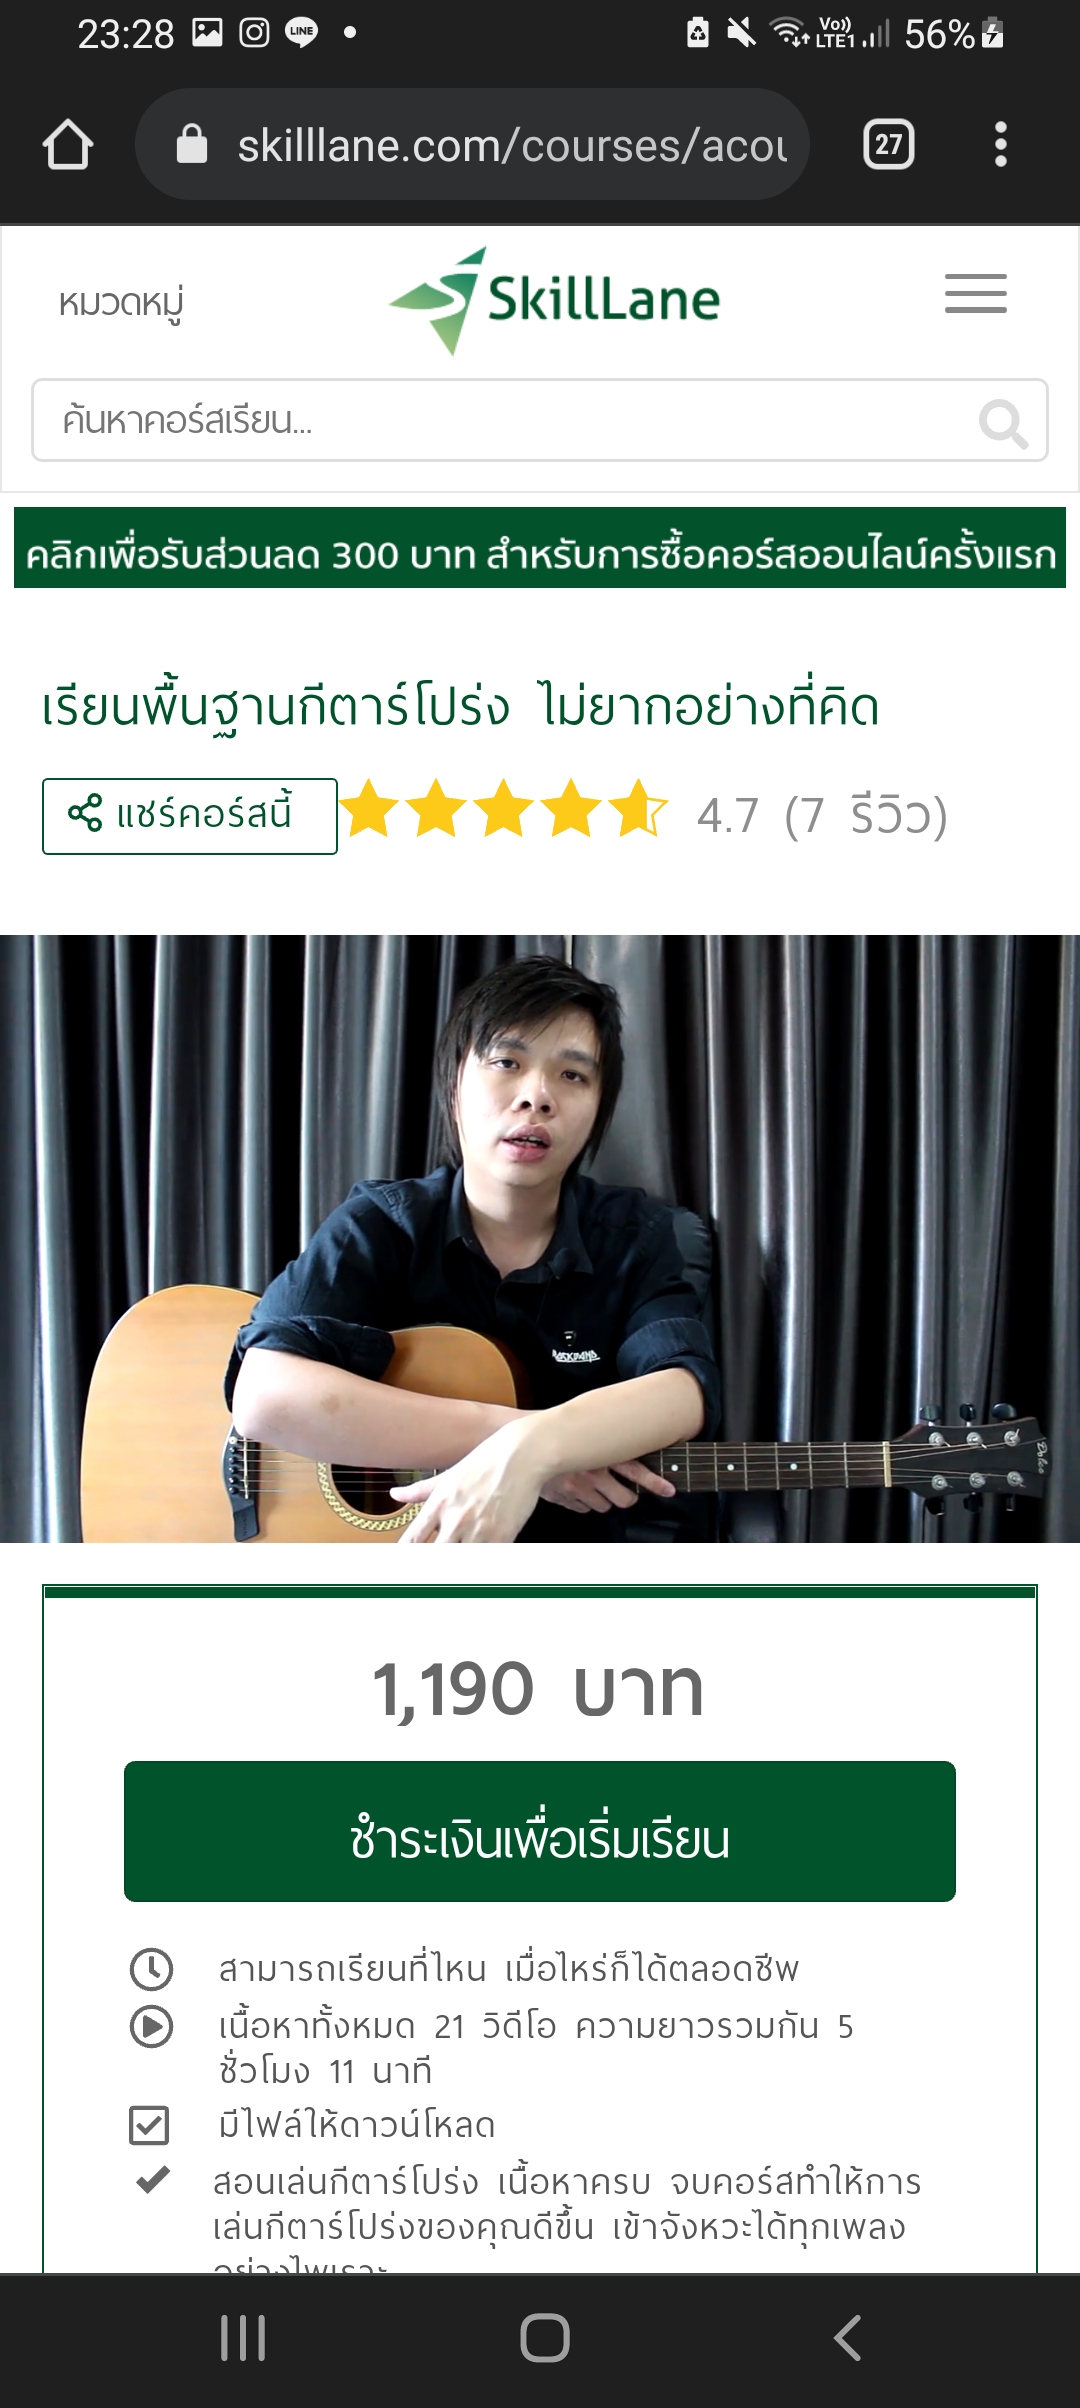 23:28 LINE Vo)) LTE1 56%
skilllane.com/courses/acou
27
หมวดหมู่
SkillLane
ค้นหาคอร์สเรียน...
คลิกเพื่อรับส่วนลด 300 บาท สำหรับการซื้อคอร์สออนไลน์ครั้งแรก
เรียนพื้นฐานกีตาร์โปร่ง ไม่ยากอย่างที่คิด
แชร์คอร์สนี้ 4.7 (7 รีวิว)
1,190 บาท
ชำระเงินเพื่อเริ่มเรียน
สามารถเรียนที่ไหน เมื่อไหร่ก็ได้ตลอดชีพ
เนื้อหาทั้งหมด 21 วิดีโอ ความยาวรวมกัน 5
ชั่วโมง 11 นาที
มีไฟล์ให้ดาวน์โหลด
สอนเล่นกีตาร์โปร่ง เนื้อหาครบ จบคอร์สทำให้การ
เล่นกีตาร์โปร่งของคุณดีขึ้น เข้าจังหวะได้ทุกเพลง
อย่างไพเราะ